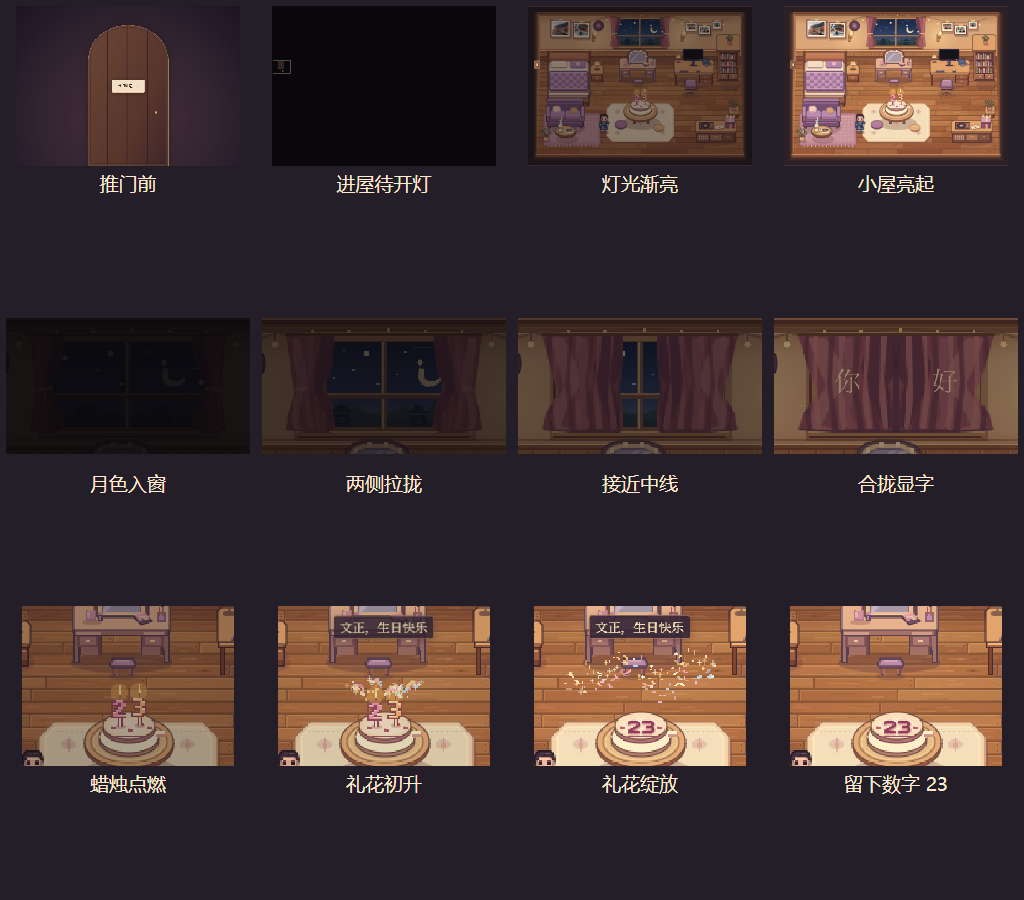 推门前
进屋待开灯
灯光渐亮
小屋亮起
你 好
月色入窗
两侧拉拢
接近中线
合拢显字
23
文正，生日快乐
23
文正，生日快乐
23
23
蜡烛点燃
礼花初升
礼花绽放
留下数字 23